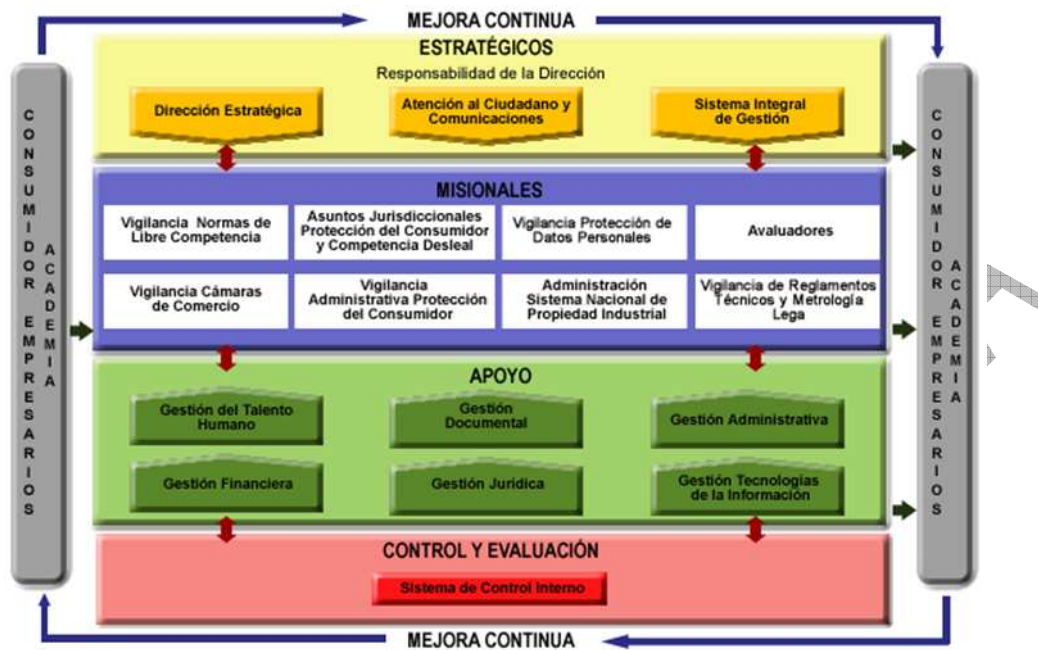 MEJORA CONTINUA
ESTRATÉGICOS
Responsabilidad de la Dirección
Dirección Estratégica
Atención al Ciudadano y
Comunicaciones
Sistema Integral
de Gestión
CONSUMIDOR EMPRESARIOS
ACADEMIA
MISIONALES
Vigilancia Normas de
Libre Competencia
Asuntos Jurisdiccionales
Protección del Consumidor
y Competencia Desleal
Vigilancia Protección de
Datos Personales
Avaluadores
Vigilancia Cámaras
de Comercio
Vigilancia
Administrativa Protección
del Consumidor
Administración
Sistema Nacional de
Propiedad Industrial
Vigilancia de Reglamentos
Técnicos y Metrología
Lega
APOYO
Gestión del Talento
Humano
Gestión
Documental
Gestión Administrativa
Gestión Financiera
Gestión Jurídica
Gestión Tecnologías
de la Información
CONTROL Y EVALUACIÓN
Sistema de Control Interno
CONSUMIDOR EMPRESARIOS
ACADEMIA
MEJORA CONTINUA